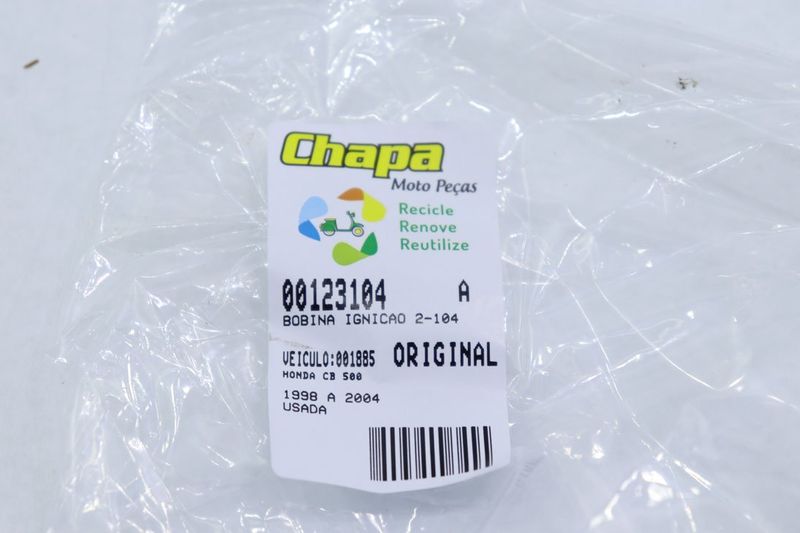 Chapa
Moto Peças
Recicle
Renove
Reutilize
00123104 A
BOBINA IGNICAO 2-104
VEICULO:001885 ORIGINAL
HONDA CB 500
1998 A 2004
USADA